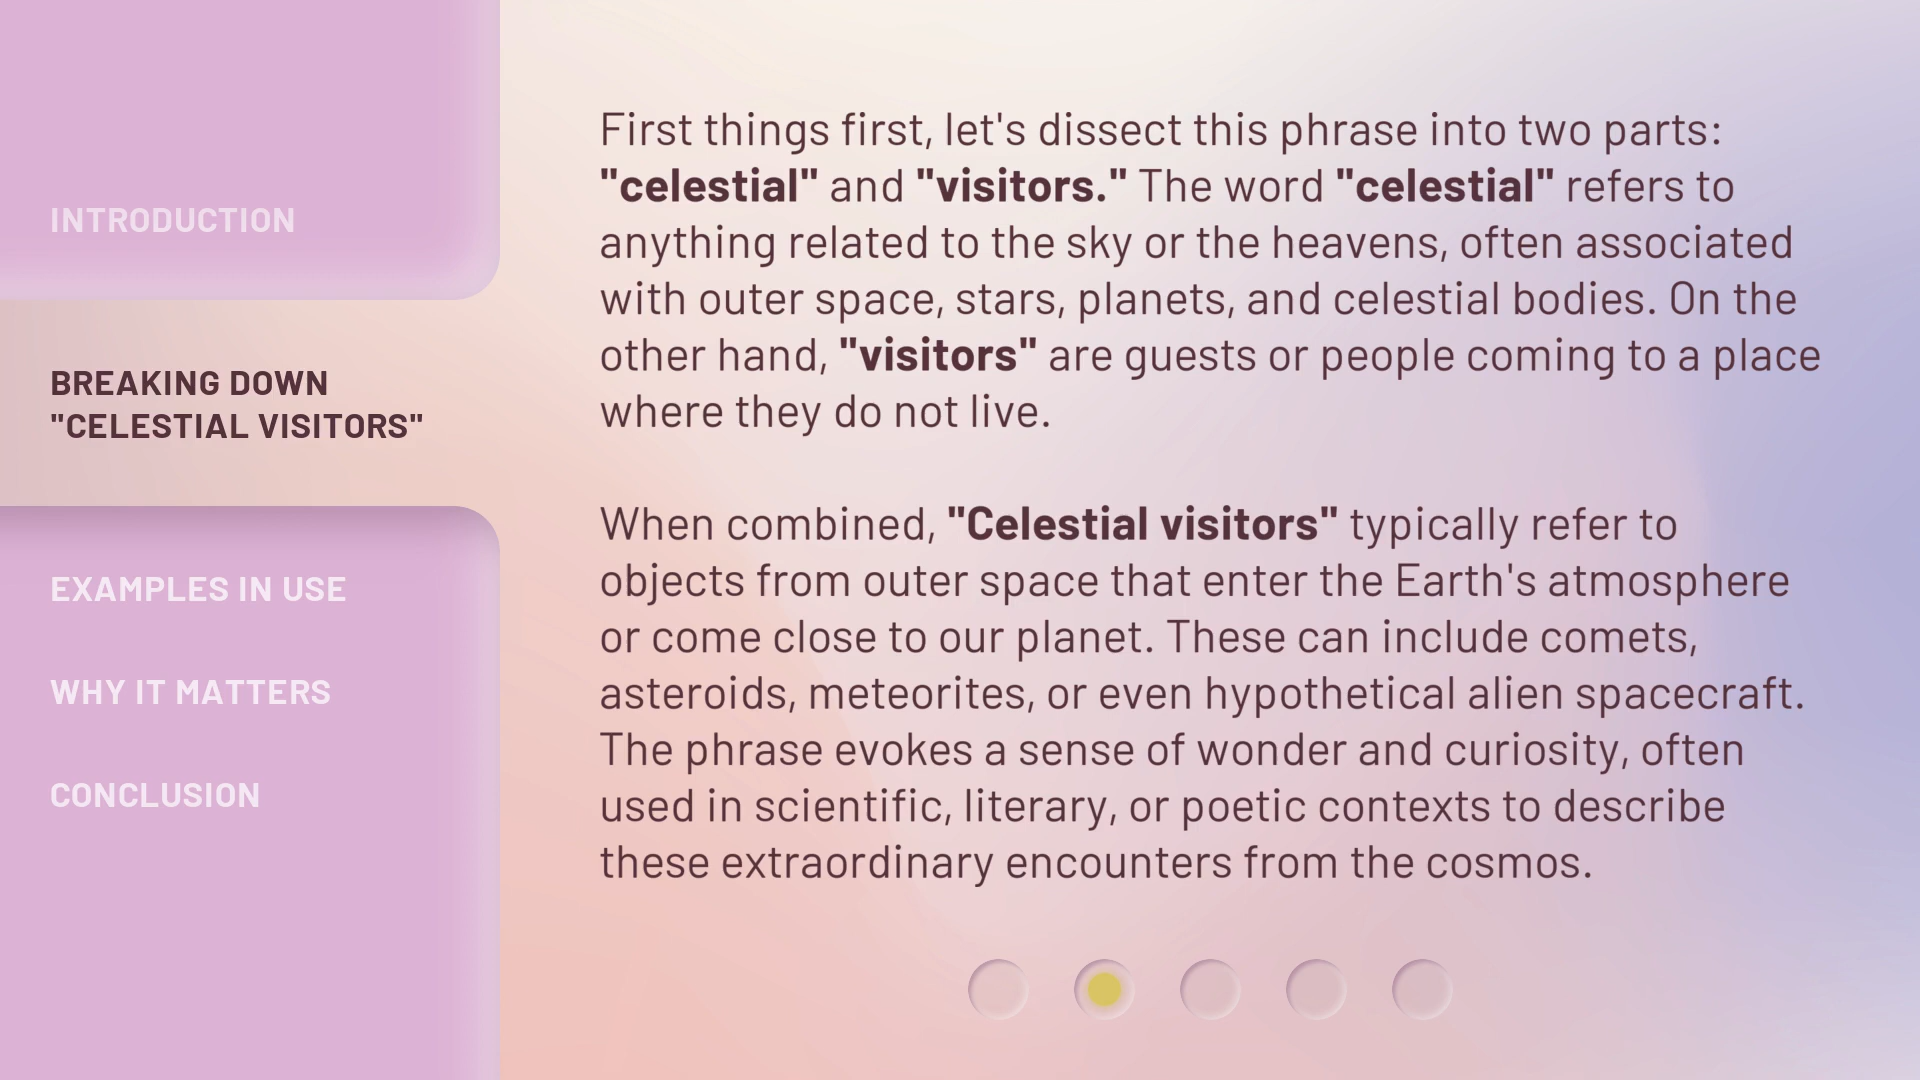 INTRODUCTION
BREAKING DOWN
"CELESTIAL VISITORS"
EXAMPLES IN USE
WHY IT MATTERS
CONCLUSION
First things first, let's dissect this phrase into two parts:
"celestial" and "visitors." The word "celestial" refers to
anything related to the sky or the heavens, often associated
with outer space, stars, planets, and celestial bodies. On the
other hand, "visitors" are guests or people coming to a place
where they do not live.
When combined, "Celestial visitors" typically refer to
objects from outer space that enter the Earth's atmosphere
or come close to our planet. These can include comets,
asteroids, meteorites, or even hypothetical alien spacecraft.
The phrase evokes a sense of wonder and curiosity, often
used in scientific, literary, or poetic contexts to describe
these extraordinary encounters from the cosmos.